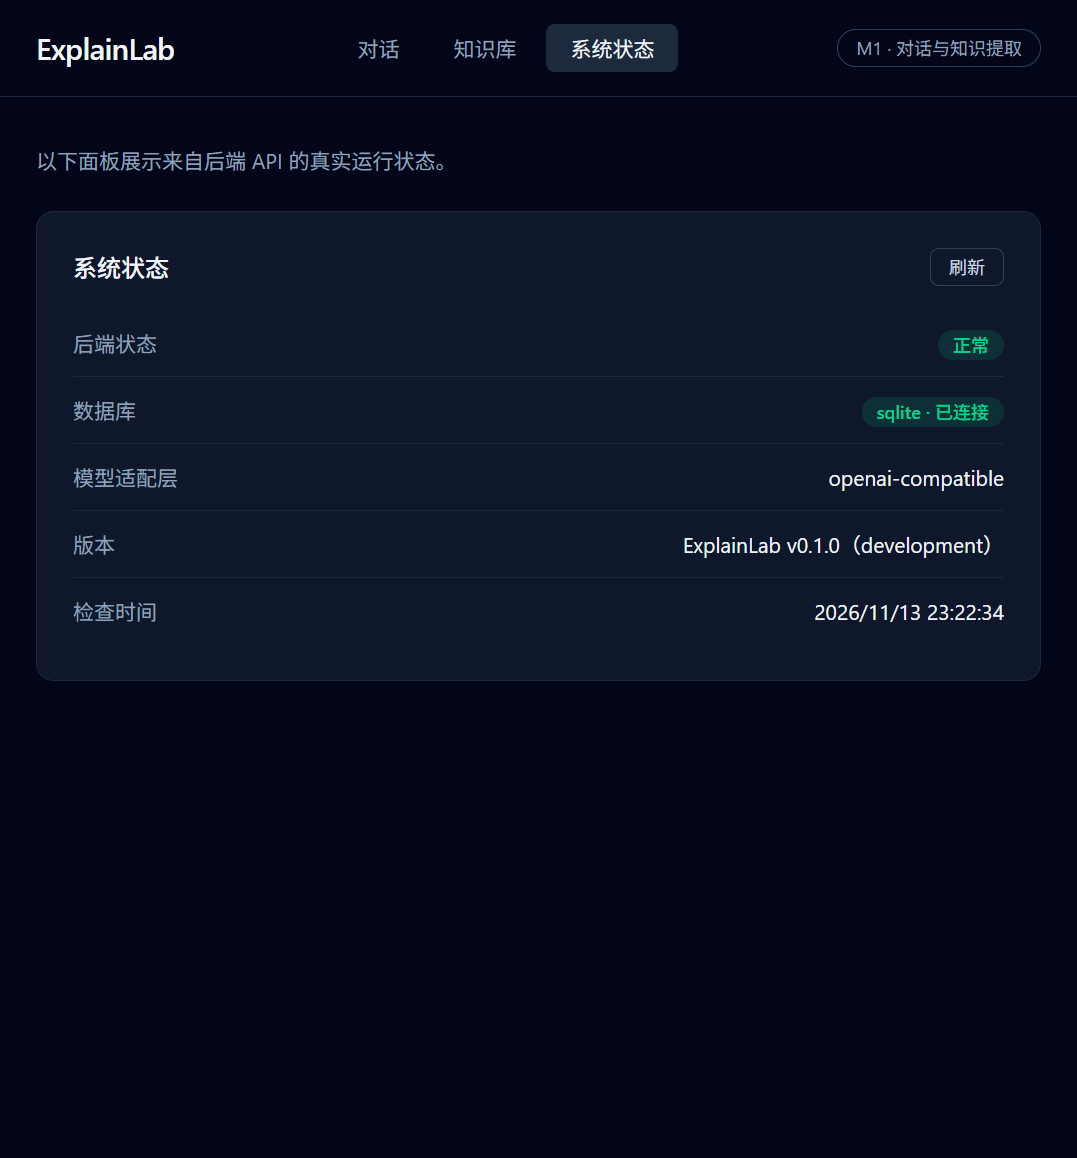 ExplainLab 对话 知识库 系统状态 M1 · 对话与知识提取
以下面板展示来自后端 API 的真实运行状态。
系统状态 刷新
后端状态 正常
数据库 sqlite · 已连接
模型适配层 openai-compatible
版本 ExplainLab v0.1.0（development）
检查时间 2026/11/13 23:22:34